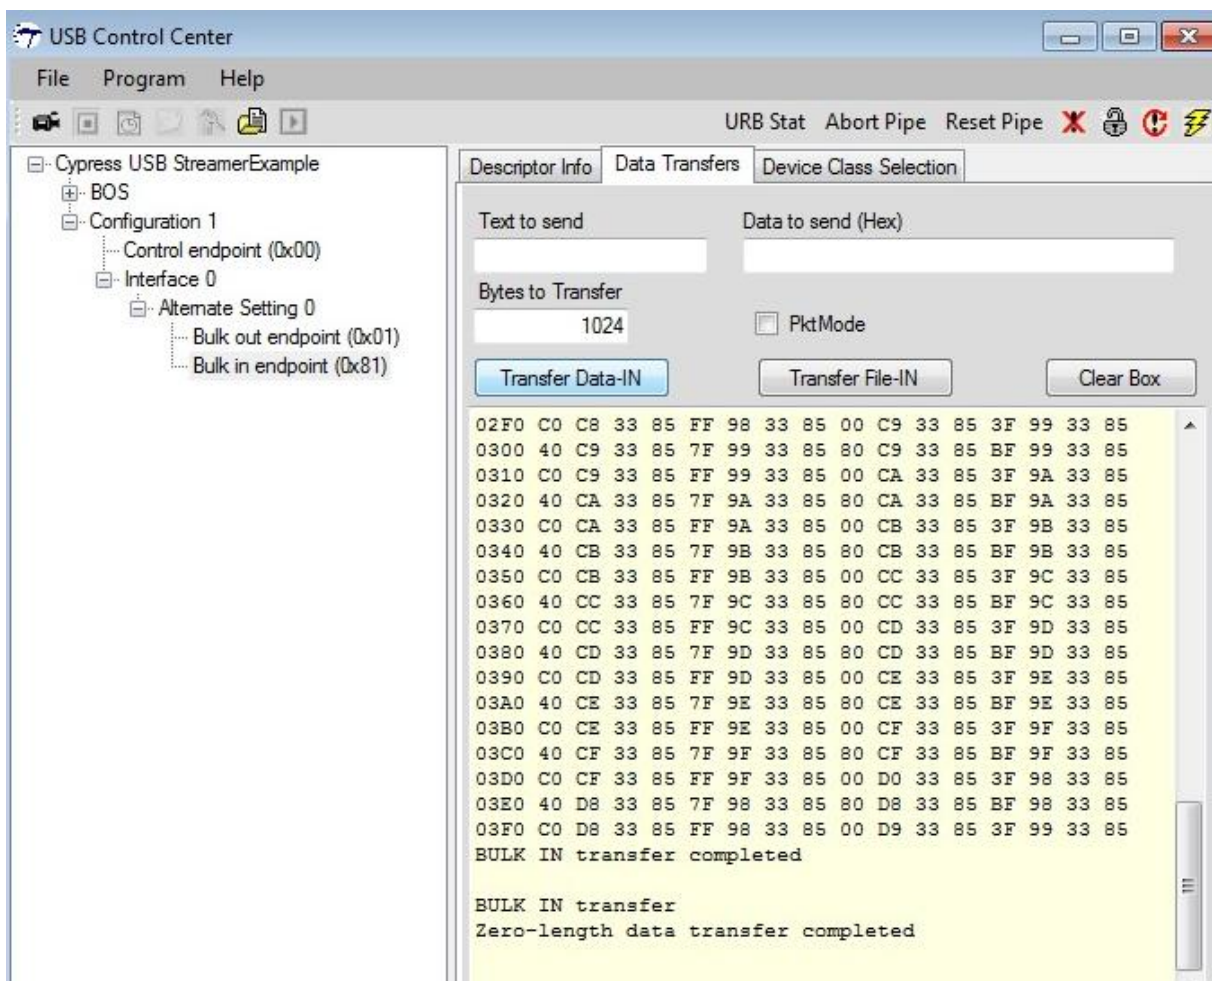 USB Control Center
File Program Help
URB Stat Abort Pipe Reset Pipe
Cypress USB StreamerExample
BOS
Configuration 1
Control endpoint (0x00)
Interface 0
Alternate Setting 0
Bulk out endpoint (0x01)
Bulk in endpoint (0x81)
Descriptor Info Data Transfers Device Class Selection
Text to send Data to send (Hex)
Bytes to Transfer
1024 PktMode
Transfer Data-IN Transfer File-IN Clear Box
02F0 C0 C8 33 85 FF 98 33 85 00 C9 33 85 3F 99 33 85
0300 40 C9 33 85 7F 99 33 85 80 C9 33 85 BF 99 33 85
0310 C0 C9 33 85 FF 99 33 85 00 CA 33 85 3F 9A 33 85
0320 40 CA 33 85 7F 9A 33 85 80 CA 33 85 BF 9A 33 85
0330 C0 CA 33 85 FF 9A 33 85 00 CB 33 85 3F 9B 33 85
0340 40 CB 33 85 7F 9B 33 85 80 CB 33 85 BF 9B 33 85
0350 C0 CB 33 85 FF 9B 33 85 00 CC 33 85 3F 9C 33 85
0360 40 CC 33 85 7F 9C 33 85 80 CC 33 85 BF 9C 33 85
0370 C0 CC 33 85 FF 9C 33 85 00 CD 33 85 3F 9D 33 85
0380 40 CD 33 85 7F 9D 33 85 80 CD 33 85 BF 9D 33 85
0390 C0 CD 33 85 FF 9D 33 85 00 CE 33 85 3F 9E 33 85
03A0 40 CE 33 85 7F 9E 33 85 80 CE 33 85 BF 9E 33 85
03B0 C0 CE 33 85 FF 9E 33 85 00 CF 33 85 3F 9F 33 85
03C0 40 CF 33 85 7F 9F 33 85 80 CF 33 85 BF 9F 33 85
03D0 C0 CF 33 85 FF 9F 33 85 00 D0 33 85 3F 98 33 85
03E0 40 D8 33 85 7F 98 33 85 80 D8 33 85 BF 98 33 85
03F0 C0 D8 33 85 FF 98 33 85 00 D9 33 85 3F 99 33 85
BULK IN transfer completed
BULK IN transfer
Zero-length data transfer completed